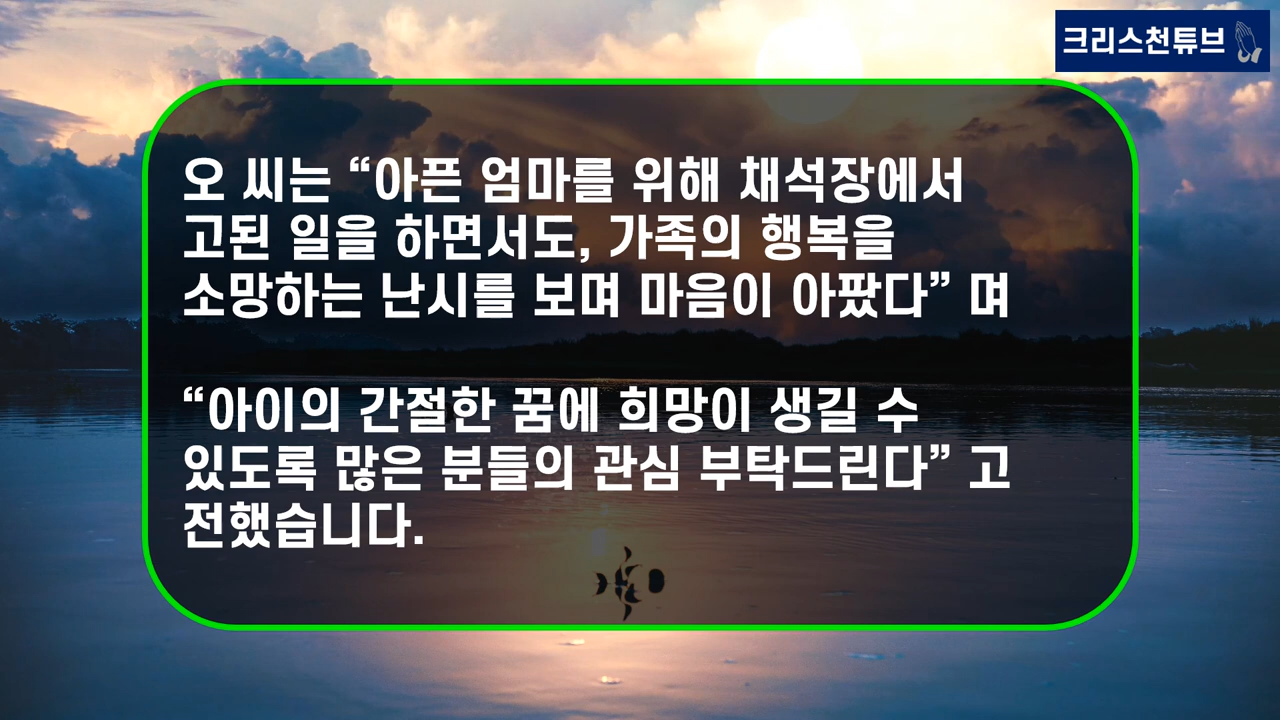 크리스천튜브
오 씨는 “아픈 엄마를 위해 채석장에서
고된 일을 하면서도, 가족의 행복을
소망하는 난시를 보며 마음이 아팠다” 며
“아이의 간절한 꿈에 희망이 생길 수
있도록 많은 분들의 관심 부탁드린다” 고
전했습니다.